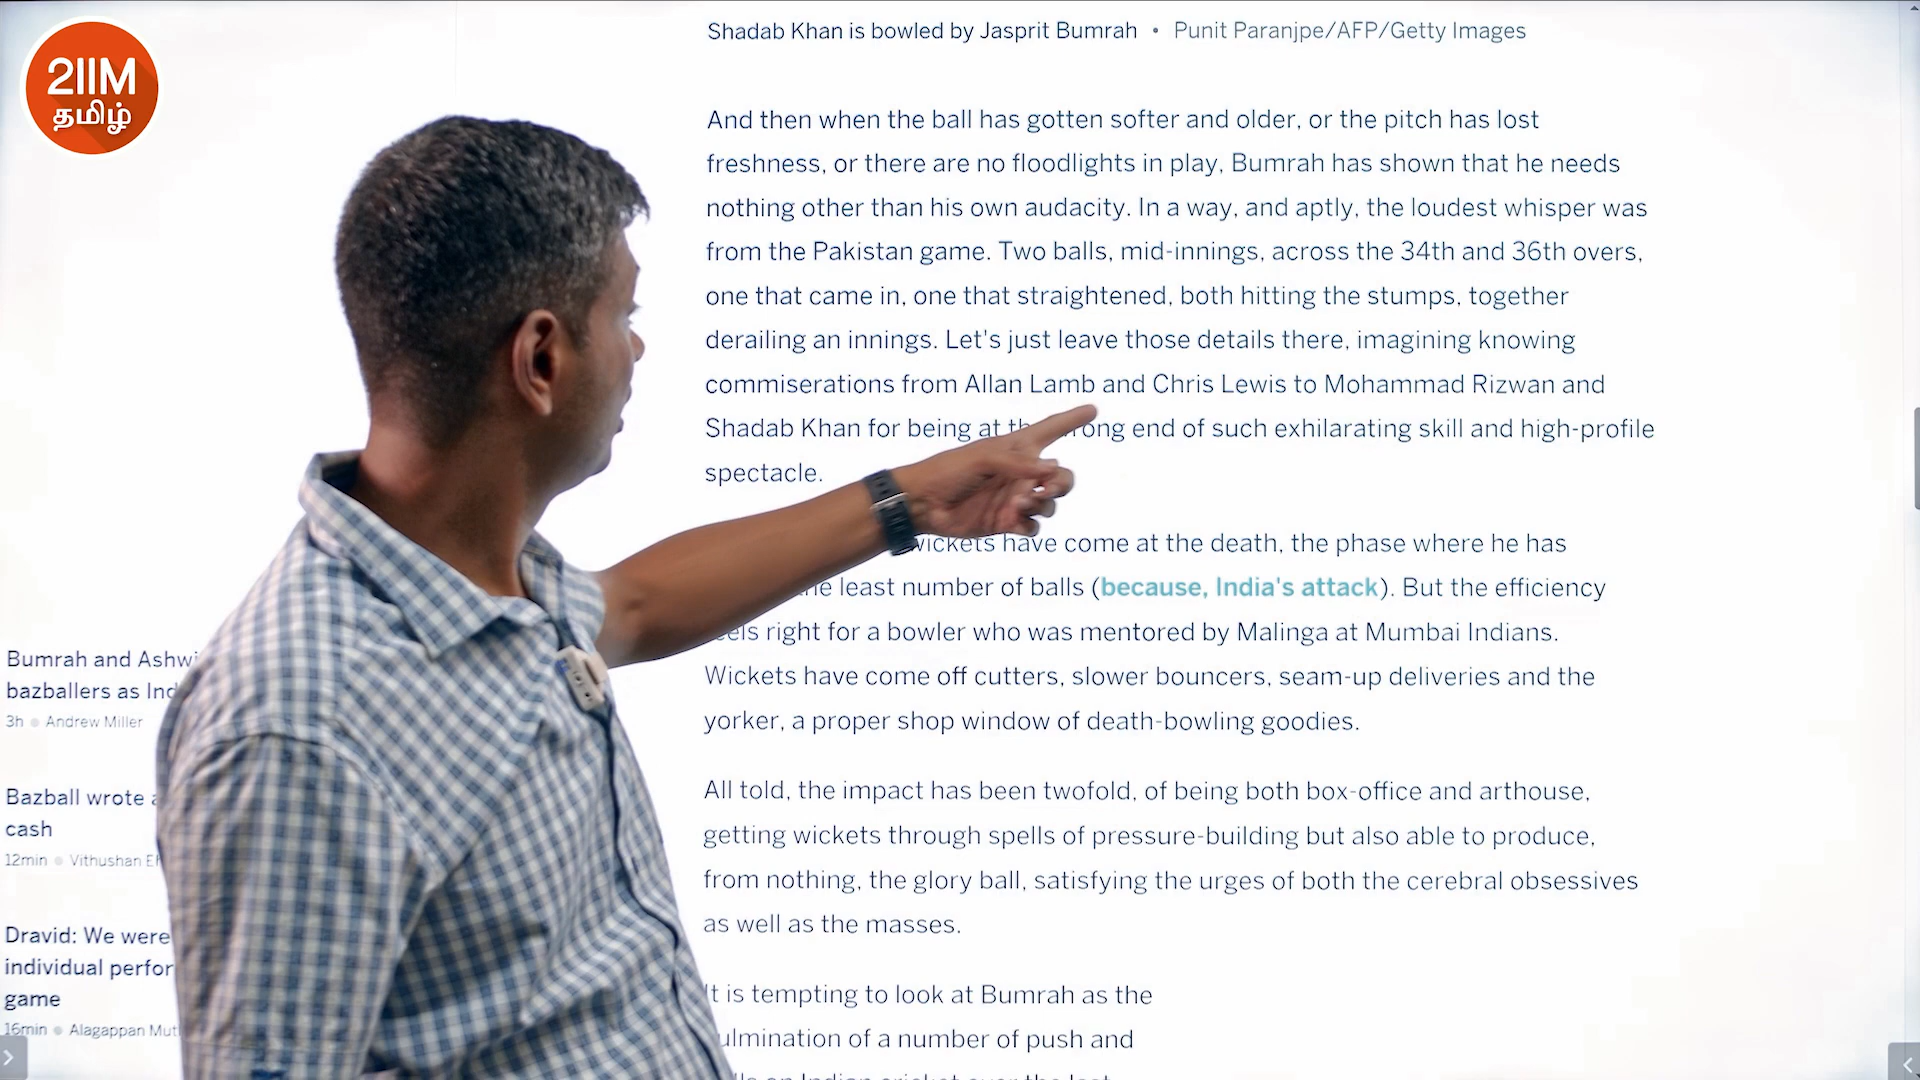 2IIM
தமிழ்
Shadab Khan is bowled by Jasprit Bumrah • Punit Paranjpe/AFP/Getty Images
And then when the ball has gotten softer and older, or the pitch has lost
freshness, or there are no floodlights in play, Bumrah has shown that he needs
nothing other than his own audacity. In a way, and aptly, the loudest whisper was
from the Pakistan game. Two balls, mid-innings, across the 34th and 36th overs,
one that came in, one that straightened, both hitting the stumps, together
derailing an innings. Let's just leave those details there, imagining knowing
commiserations from Allan Lamb and Chris Lewis to Mohammad Rizwan and
Shadab Khan for being at end of such exhilarating skill and high-profile
spectacle.
wickets have come at the death, the phase where he has
least number of balls (because, India's attack). But the efficiency
right for a bowler who was mentored by Malinga at Mumbai Indians.
Wickets have come off cutters, slower bouncers, seam-up deliveries and the
yorker, a proper shop window of death-bowling goodies.
All told, the impact has been twofold, of being both box-office and arthouse,
getting wickets through spells of pressure-building but also able to produce,
from nothing, the glory ball, satisfying the urges of both the cerebral obsessives
as well as the masses.
It is tempting to look at Bumrah as the
of a number of push and
Bumrah and
bazballers as
3h • Andrew Miller
Bazball wrote
cash
12min • Vithushan
Dravid: We were
individual
game
16min • Alagappan